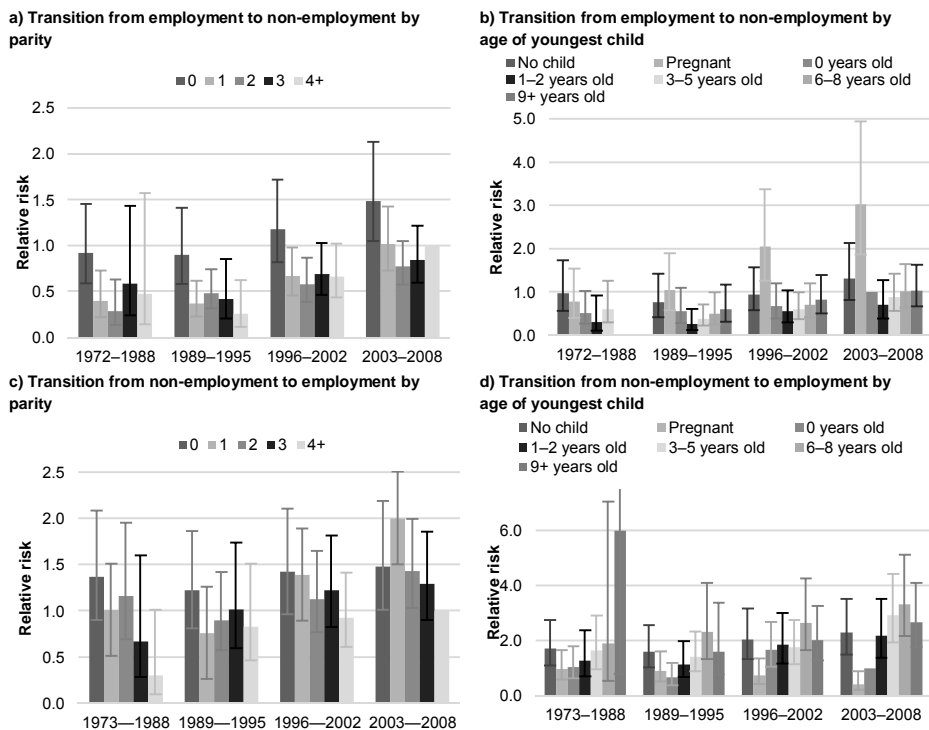 a) Transition from employment to non-employment by
parity
0 1 2 3 4+
2.5
2.0
1.5
1.0
0.5
0.0
Relative risk
1972–1988 1989–1995 1996–2002 2003–2008
b) Transition from employment to non-employment by
age of youngest child
No child Pregnant 0 years old
1–2 years old 3–5 years old 6–8 years old
9+ years old
5.0
4.0
3.0
2.0
1.0
0.0
Relative risk
1972–1988 1989–1995 1996–2002 2003–2008
c) Transition from non-employment to employment by
parity
0 1 2 3 4+
2.5
2.0
1.5
1.0
0.5
0.0
Relative risk
1973—1988 1989—1995 1996—2002 2003—2008
d) Transition from non-employment to employment by
age of youngest child
No child Pregnant 0 years old
1–2 years old 3–5 years old 6–8 years old
9+ years old
6.0
4.0
2.0
0.0
Relative risk
1973–1988 1989–1995 1996–2002 2003–2008